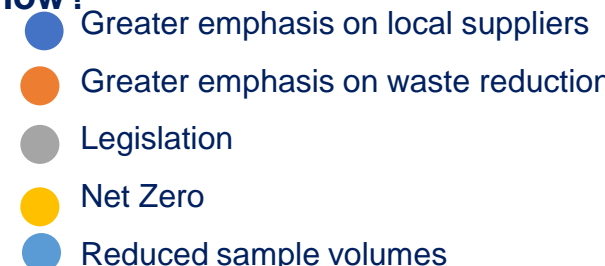 Greater emphasis on local suppliers
Greater emphasis on waste reduction
Legislation
Net Zero
Reduced sample volumes